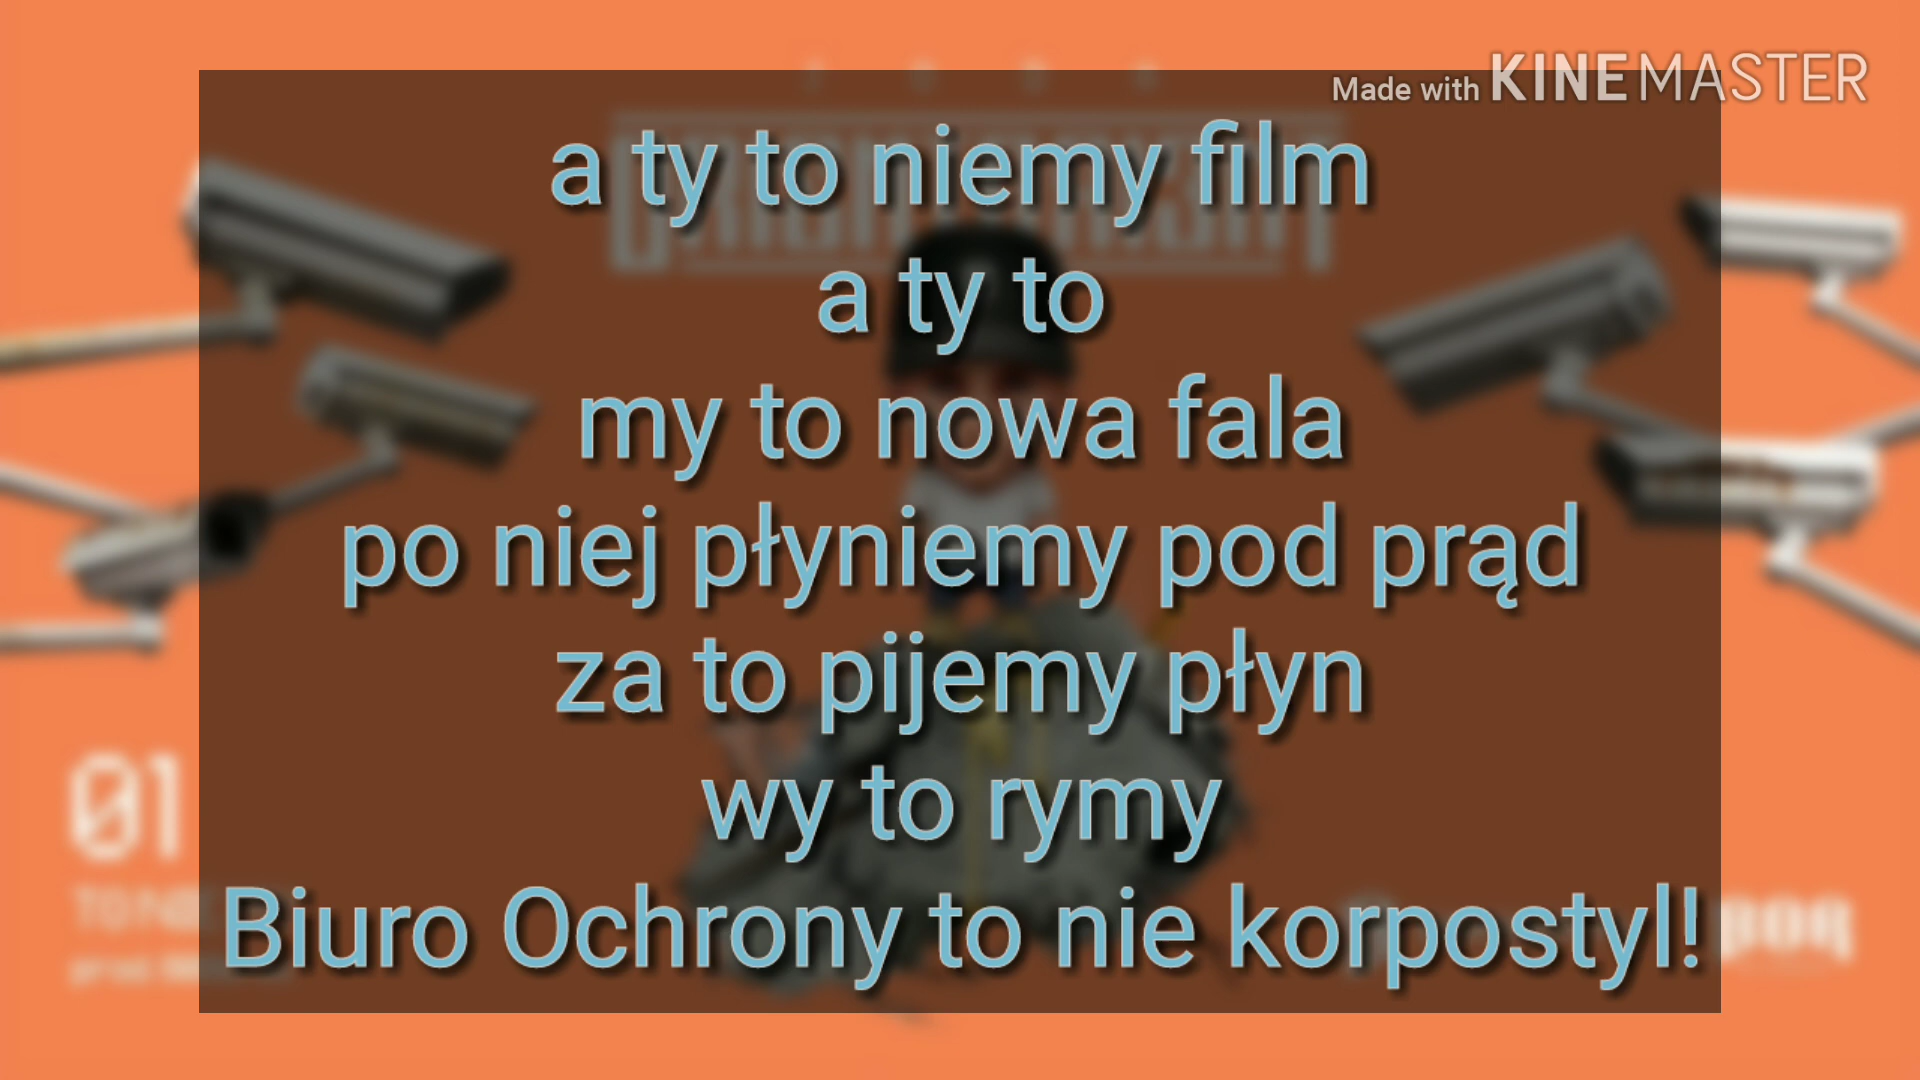 Made with KINEMASTER
a ty to niemy film
a ty to
my to nowa fala
po niej płyniemy pod prąd
za to pijemy płyn
wy to rymy
Biuro Ochrony to nie korpostyl!
01